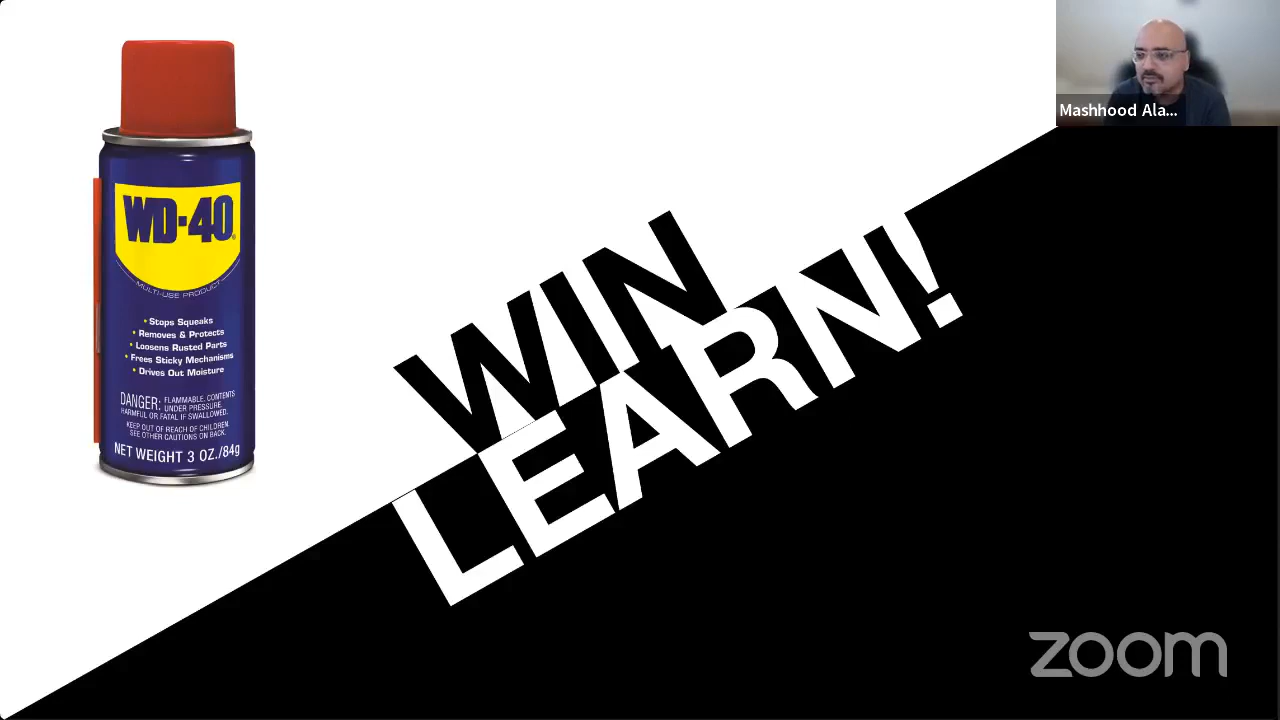 WD-40®
MULTI-USE PRODUCT
• Stops Squeaks
• Removes & Protects
• Loosens Rusted Parts
• Frees Sticky Mechanisms
• Drives Out Moisture
DANGER: FLAMMABLE. CONTENTS
UNDER PRESSURE.
HARMFUL OR FATAL IF SWALLOWED.
KEEP OUT OF REACH OF CHILDREN.
SEE OTHER CAUTIONS ON BACK.
NET WEIGHT 3 OZ./84g
WIN
LEARN!
Mashhood Ala...
zoom